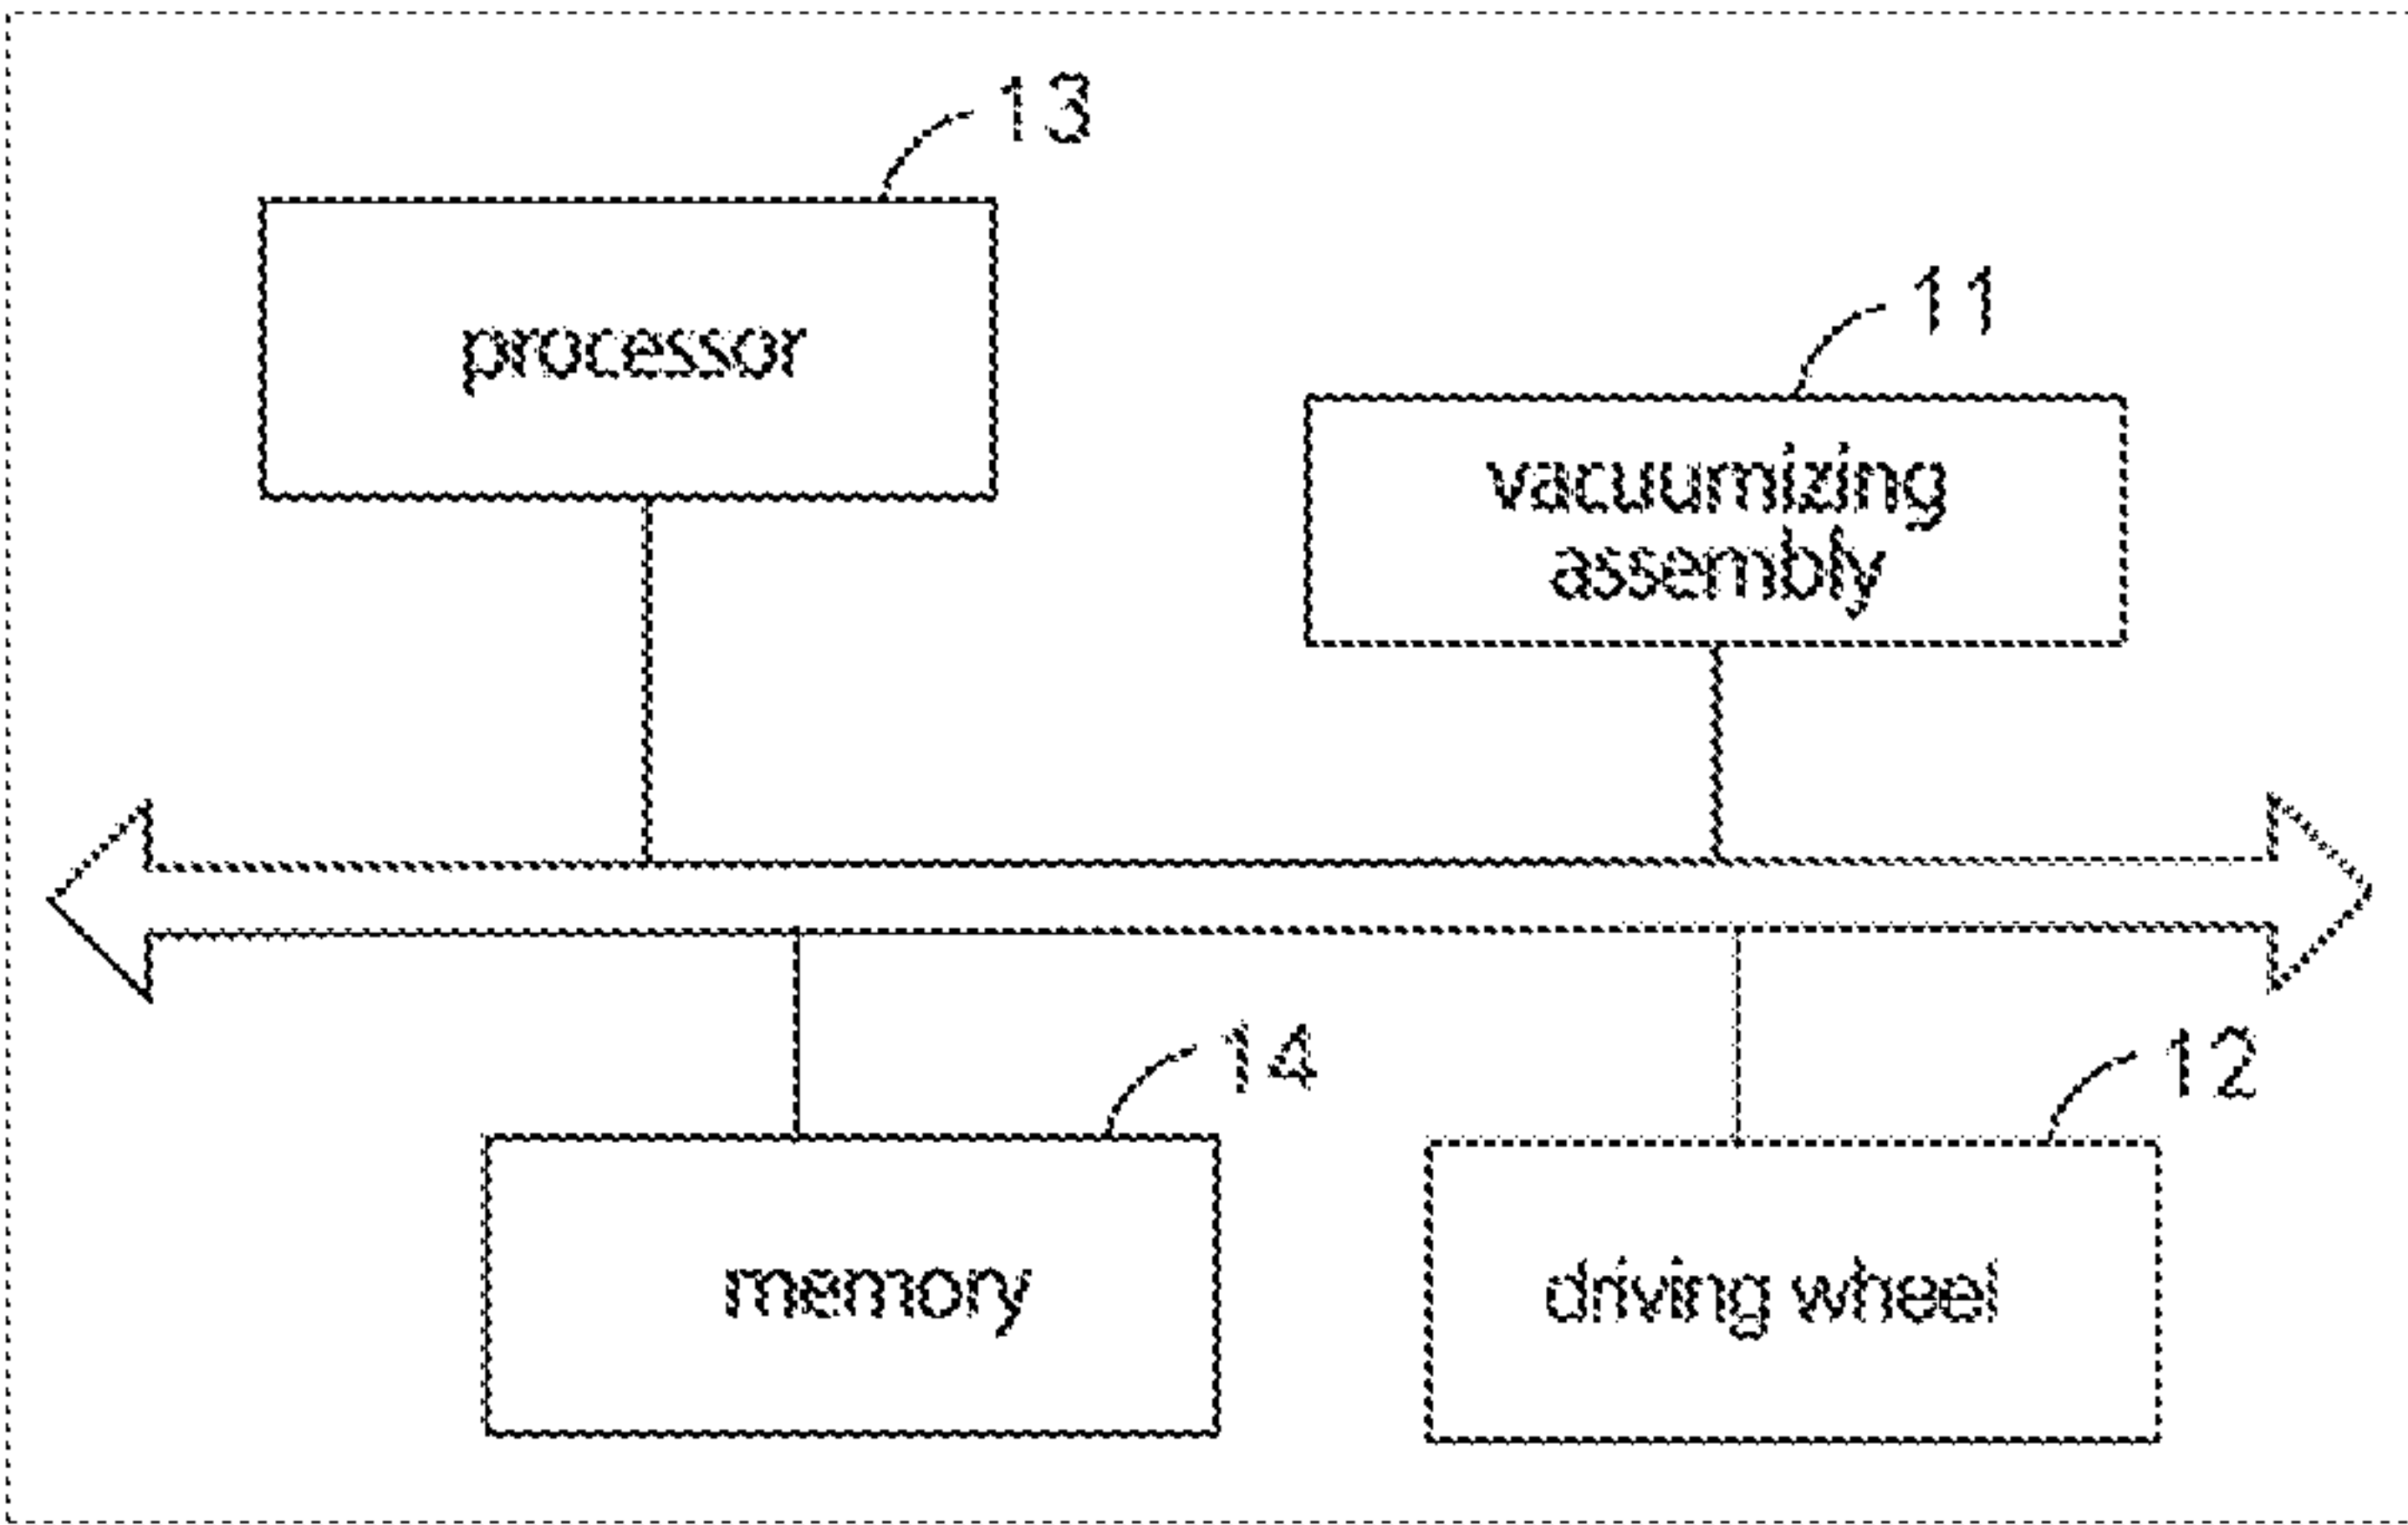 13
processor
11
vacuumizing
assembly
14
memory
12
driving wheel